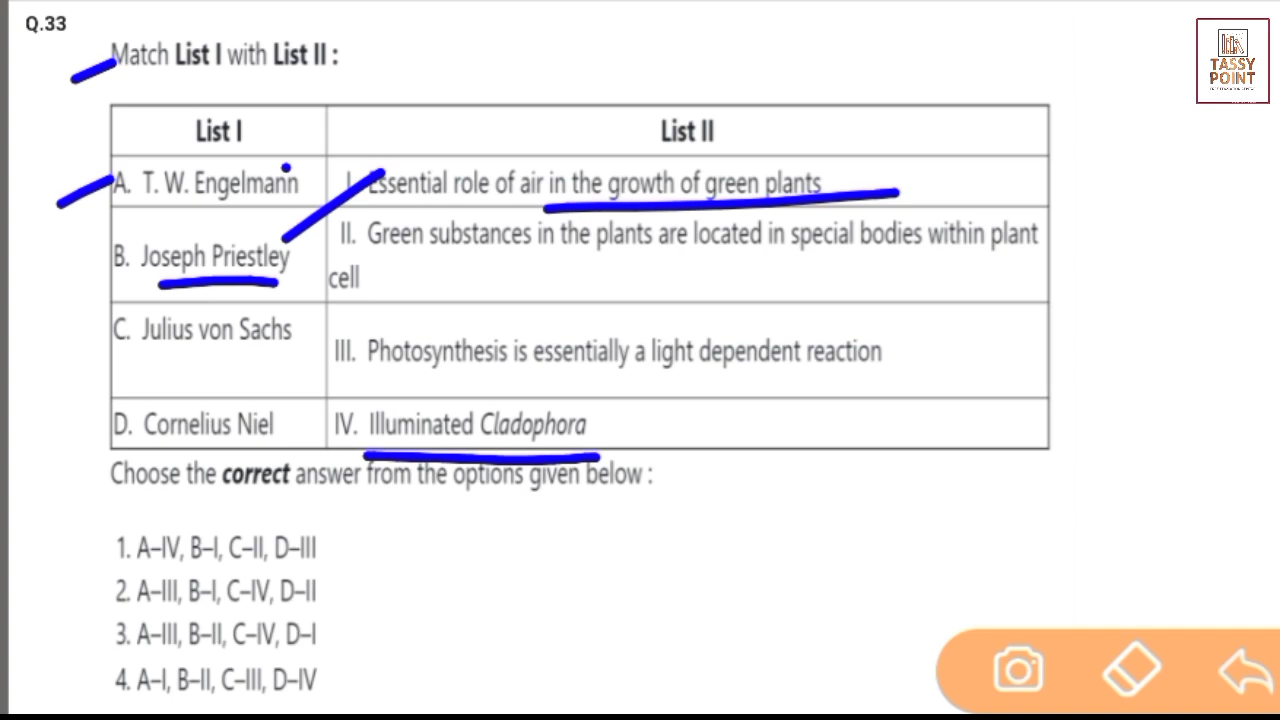 Q.33
Match List I with List II :
List I
List II
A. T. W. Engelmann
I. Essential role of air in the growth of green plants
B. Joseph Priestley
II. Green substances in the plants are located in special bodies within plant
cell
C. Julius von Sachs
III. Photosynthesis is essentially a light dependent reaction
D. Cornelius Niel
IV. Illuminated Cladophora
Choose the correct answer from the options given below :
1. A–IV, B–I, C–II, D–III
2. A–III, B–I, C–IV, D–II
3. A–III, B–II, C–IV, D–I
4. A–I, B–II, C–III, D–IV
TASSY
POINT